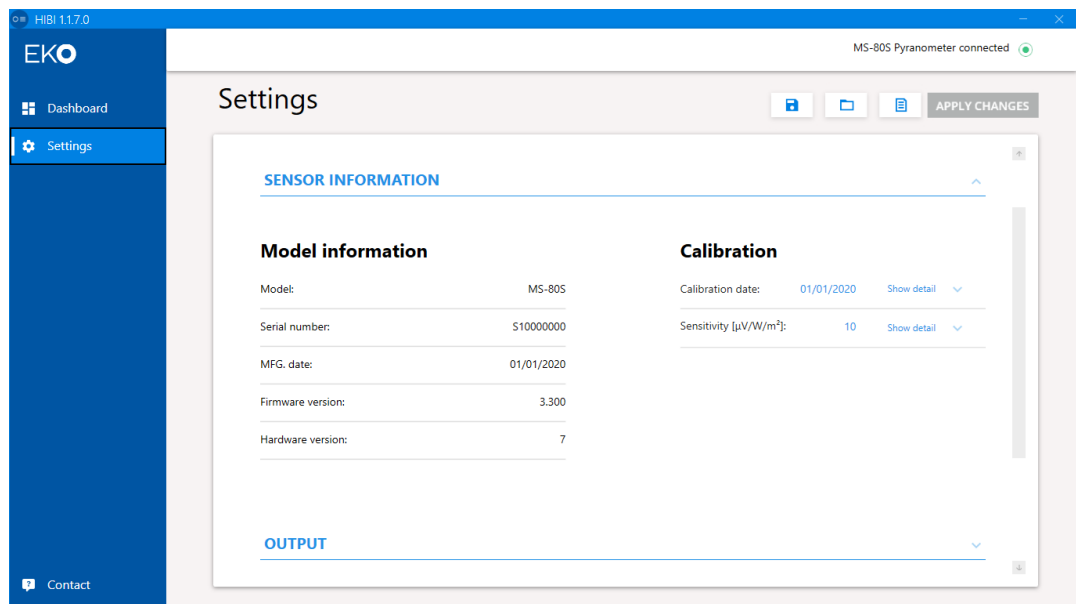 HIBI 1.1.7.0
EKO
MS-80S Pyranometer connected
Dashboard
Settings
Settings
APPLY CHANGES
SENSOR INFORMATION
Model information
Model: MS-80S
Serial number: S10000000
MFG. date: 01/01/2020
Firmware version: 3.300
Hardware version: 7
Calibration
Calibration date: 01/01/2020 Show detail
Sensitivity [µV/W/m²]: 10 Show detail
OUTPUT
Contact